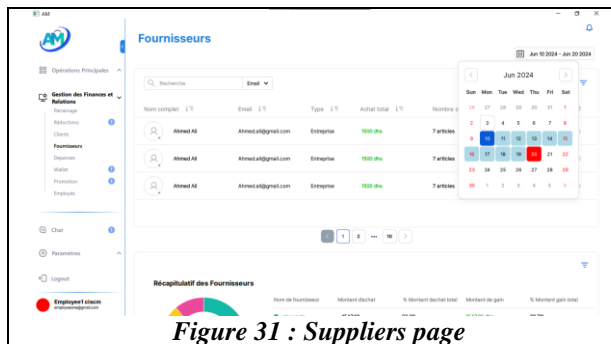 AM
AM
Fournisseurs
Jun 10 2024 - Jun 20 2024
Opérations Principales
Gestion des Finances et
Relations
Parrainage
Réductions
Clients
Fournisseurs
Depenses
Wallet
Promotion
Employés
Chat
Paramètres
Logout
Employee1 ciacm
Recherche
Email
Nom complet
Email
Type
Achat total
Ahmed Ali
Ahmed.ali@gmail.com
Entreprise
1500 dhs
7 articles
Ahmed Ali
Ahmed.ali@gmail.com
Entreprise
1500 dhs
7 articles
Ahmed Ali
Ahmed.ali@gmail.com
Entreprise
1500 dhs
7 articles
Jun 2024
Sun Mon Tue Wed Thu Fri Sat
26 27 28 29 30 31 1
2 3 4 5 6 7 8
9 10 11 12 13 14 15
16 17 18 19 20 21 22
23 24 25 26 27 28 29
30 1 2 3 4 5 6
1 2 ••• 10
Récapitulatif des Fournisseurs
Nom de fournisseur
Montant dachat
% Montant dachat total
Montant de gain
% Montant gain total
Figure 31 : Suppliers page